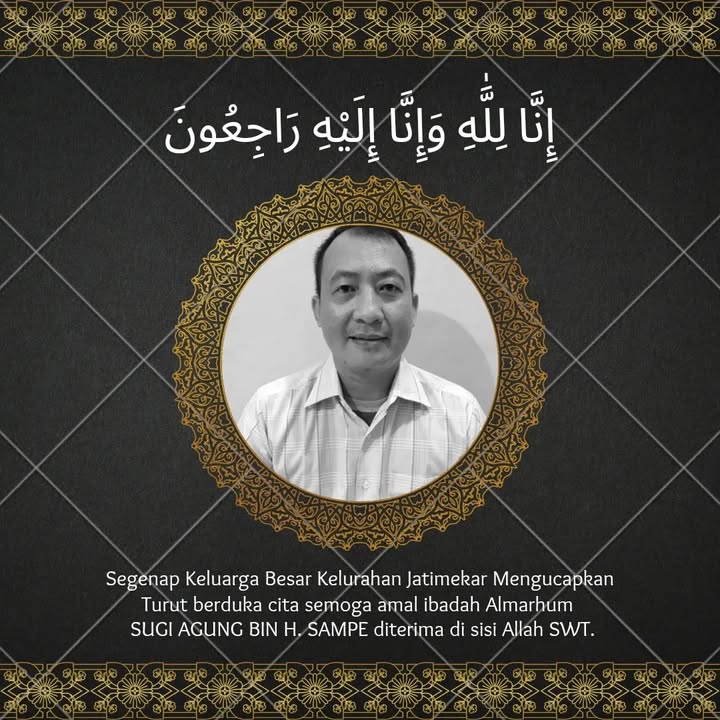 إِنَّا لِلَّٰهِ وَإِنَّا إِلَيْهِ رَاجِعُونَ
Segenap Keluarga Besar Kelurahan Jatimekar Mengucapkan
Turut berduka cita semoga amal ibadah Almarhum
SUGI AGUNG BIN H. SAMPE diterima di sisi Allah SWT.